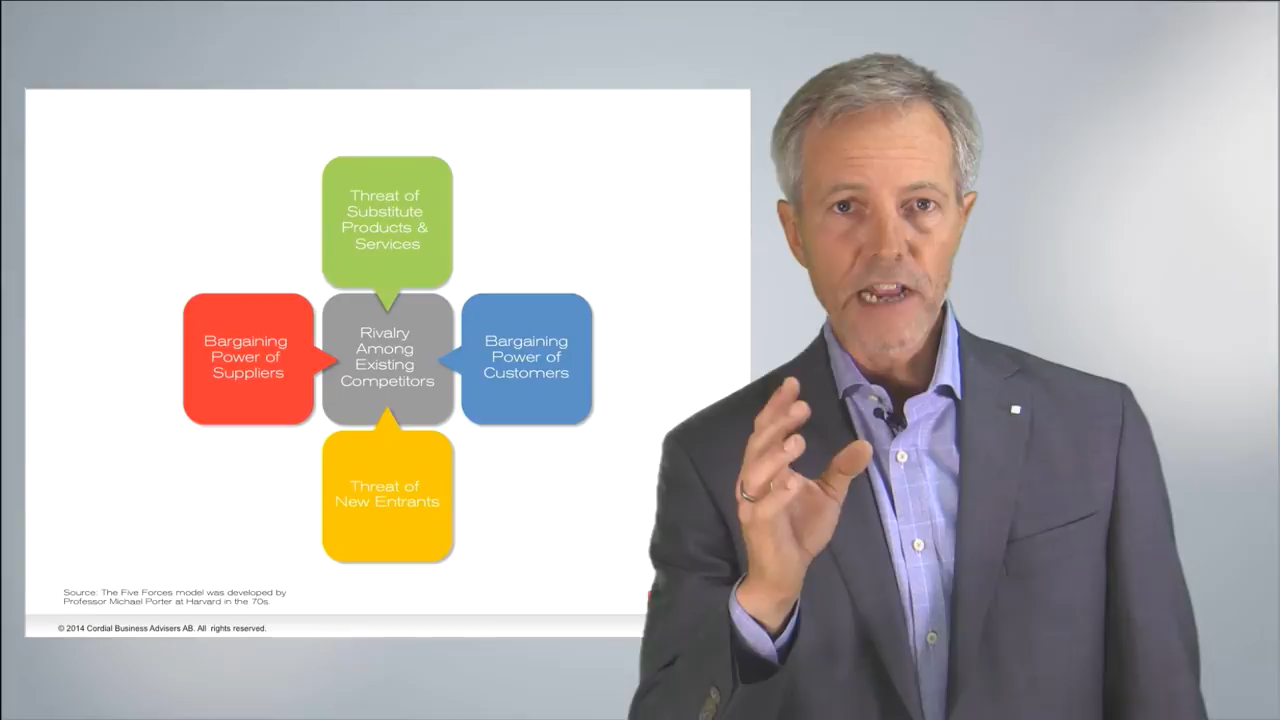 Threat of
Substitute
Products &
Services
Bargaining
Power of
Suppliers
Rivalry
Among
Existing
Competitors
Bargaining
Power of
Customers
Threat of
New Entrants
Source: The Five Forces model was developed by
Professor Michael Porter at Harvard in the 70s.
© 2014 Cordial Business Advisers AB. All rights reserved.